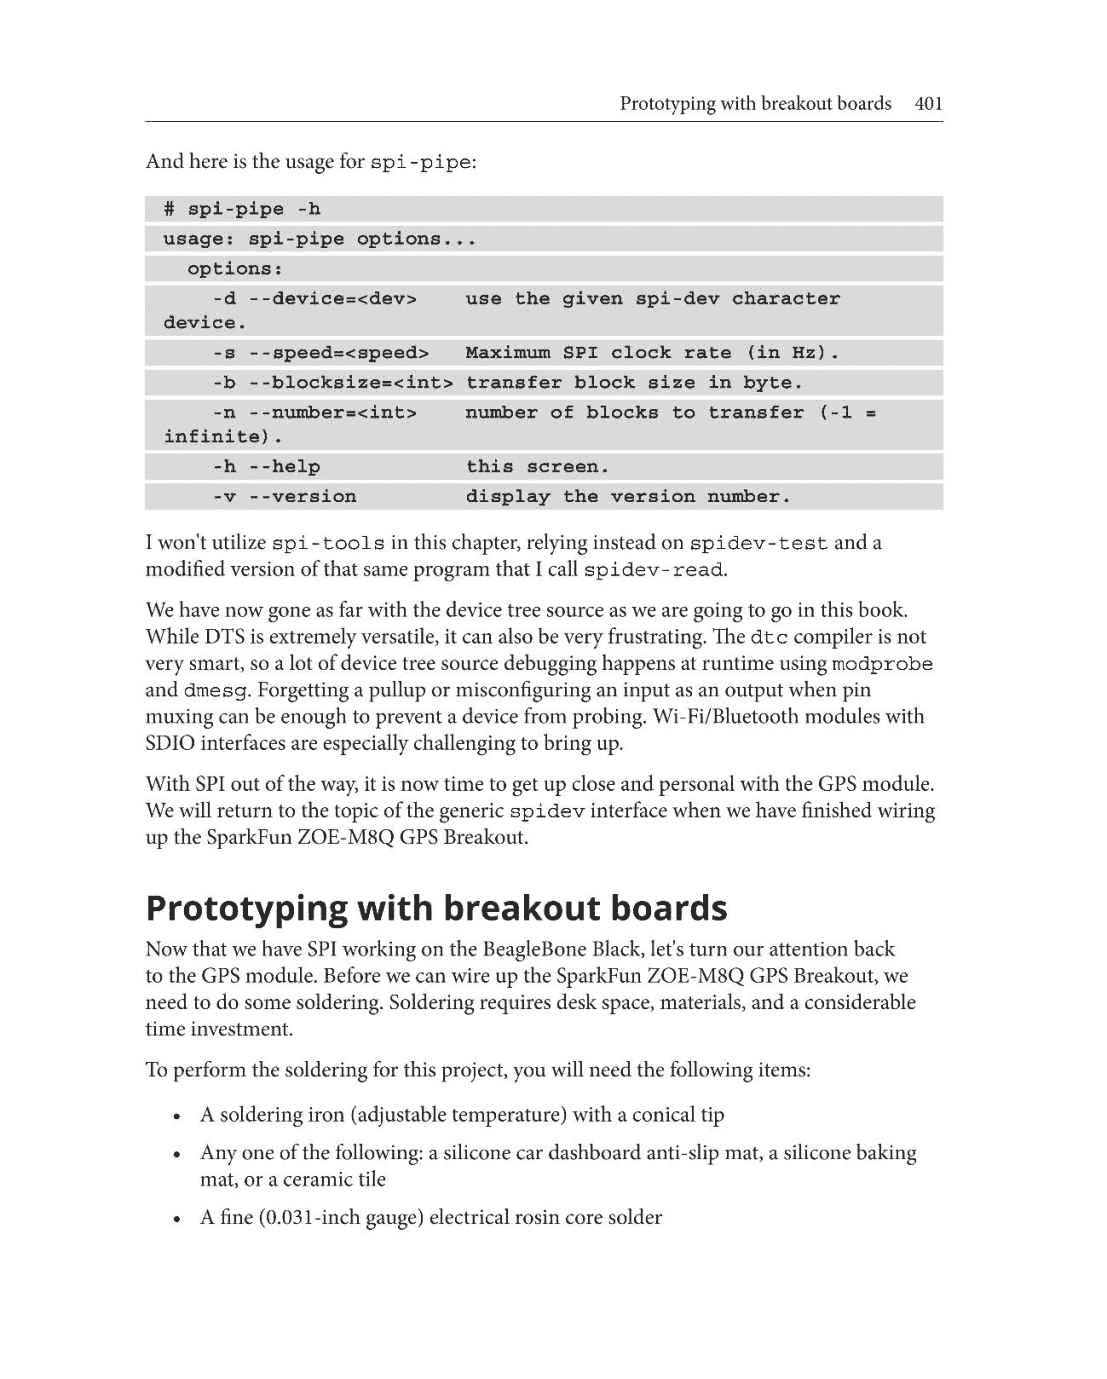 Prototyping with breakout boards 401
And here is the usage for spi-pipe:
# spi-pipe -h
usage: spi-pipe options...
options:
-d --device=<dev> use the given spi-dev character
device.
-s --speed=<speed> Maximum SPI clock rate (in Hz).
-b --blocksize=<int> transfer block size in byte.
-n --number=<int> number of blocks to transfer (-1 =
infinite).
-h --help this screen.
-v --version display the version number.
I won't utilize spi-tools in this chapter, relying instead on spidev-test and a
modified version of that same program that I call spidev-read.
We have now gone as far with the device tree source as we are going to go in this book.
While DTS is extremely versatile, it can also be very frustrating. The dtc compiler is not
very smart, so a lot of device tree source debugging happens at runtime using modprobe
and dmesg. Forgetting a pullup or misconfiguring an input as an output when pin
muxing can be enough to prevent a device from probing. Wi-Fi/Bluetooth modules with
SDIO interfaces are especially challenging to bring up.
With SPI out of the way, it is now time to get up close and personal with the GPS module.
We will return to the topic of the generic spidev interface when we have finished wiring
up the SparkFun ZOE-M8Q GPS Breakout.
Prototyping with breakout boards
Now that we have SPI working on the BeagleBone Black, let's turn our attention back
to the GPS module. Before we can wire up the SparkFun ZOE-M8Q GPS Breakout, we
need to do some soldering. Soldering requires desk space, materials, and a considerable
time investment.
To perform the soldering for this project, you will need the following items:
• A soldering iron (adjustable temperature) with a conical tip
• Any one of the following: a silicone car dashboard anti-slip mat, a silicone baking
mat, or a ceramic tile
• A fine (0.031-inch gauge) electrical rosin core solder